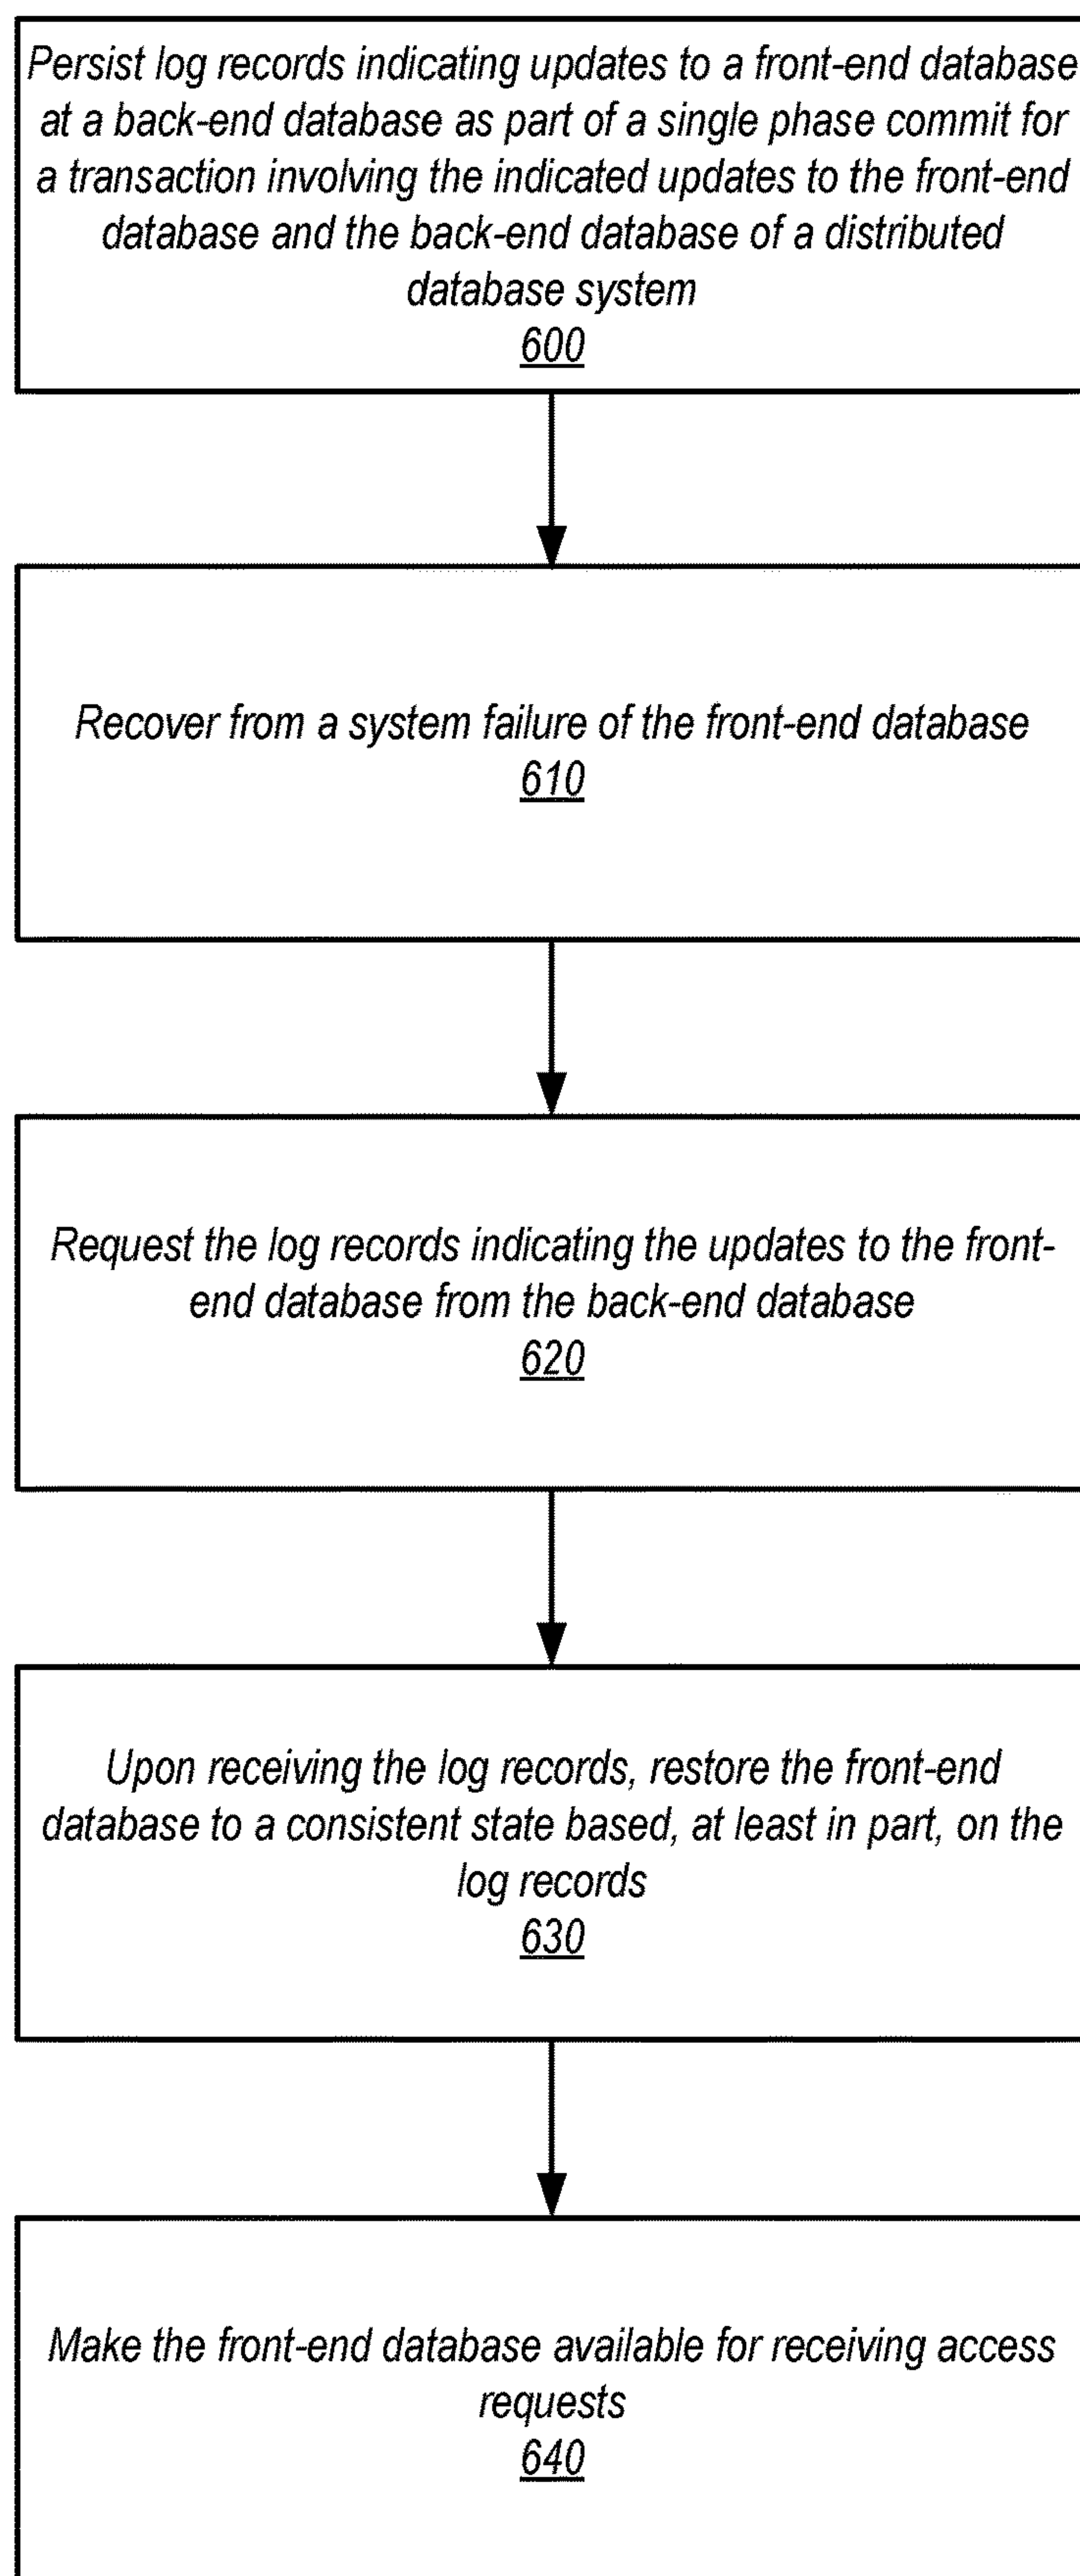 Persist log records indicating updates to a front-end database
at a back-end database as part of a single phase commit for
a transaction involving the indicated updates to the front-end
database and the back-end database of a distributed
database system
600
Recover from a system failure of the front-end database
610
Request the log records indicating the updates to the front-
end database from the back-end database
620
Upon receiving the log records, restore the front-end
database to a consistent state based, at least in part, on the
log records
630
Make the front-end database available for receiving access
requests
640